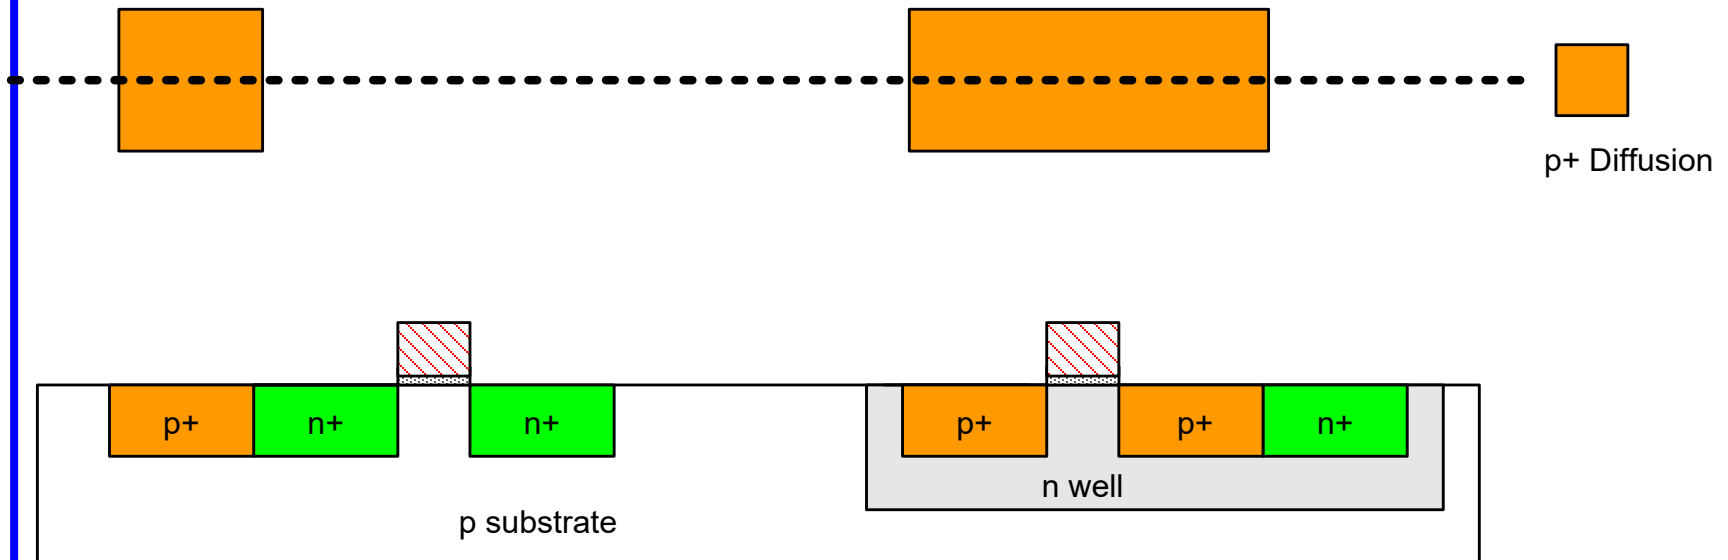 p+ Diffusion
p+ n+ n+ p+ p+ n+
n well
p substrate